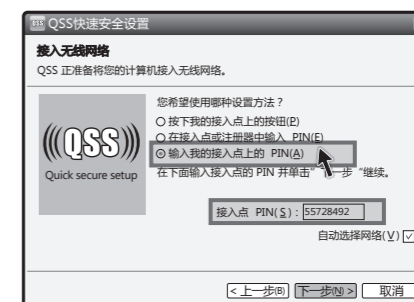 QSS QSS快速安全设置
接入无线网络
QSS 正准备将您的计算机接入无线网络。
(((QSS)))
Quick secure setup
您希望使用哪种设置方法？
按下我的接入点上的按钮(P)
在接入点或注册器中输入 PIN(E)
输入我的接入点上的 PIN(A)
在下面输入接入点的 PIN 并单击"下一步 "继续。
接入点 PIN(S)：55728492
自动选择网络(V)
<上一步(B) 下一步(N)> 取消